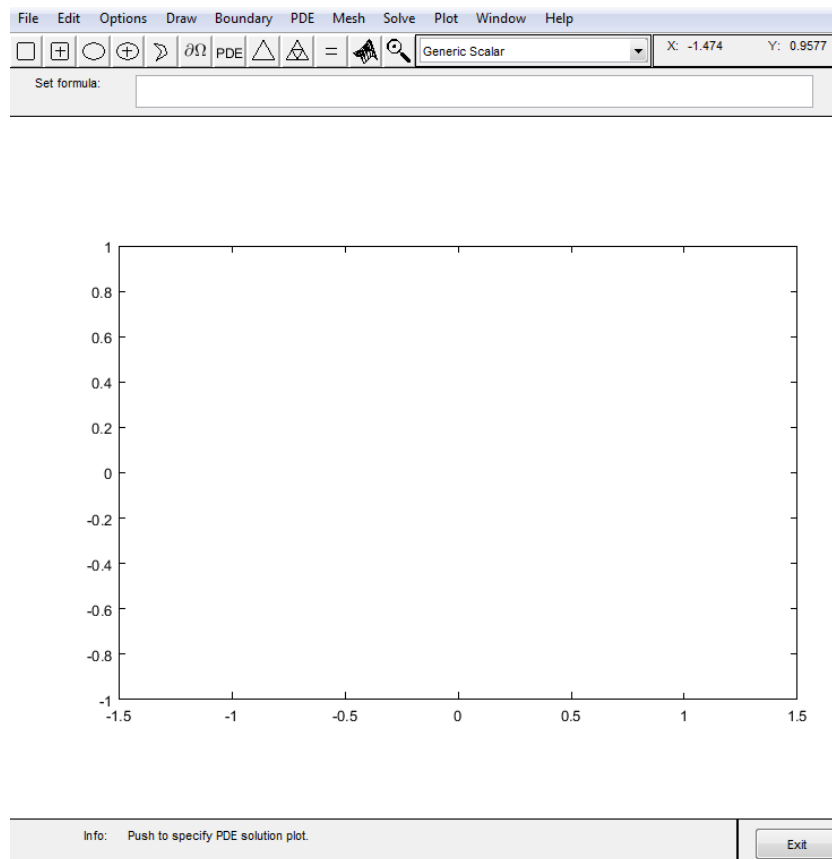 File Edit Options Draw Boundary PDE Mesh Solve Plot Window Help
∂Ω PDE = Generic Scalar X: -1.474 Y: 0.9577
Set formula:
1
0.8
0.6
0.4
0.2
0
-0.2
-0.4
-0.6
-0.8
-1
-1.5 -1 -0.5 0 0.5 1 1.5
Info: Push to specify PDE solution plot.
Exit